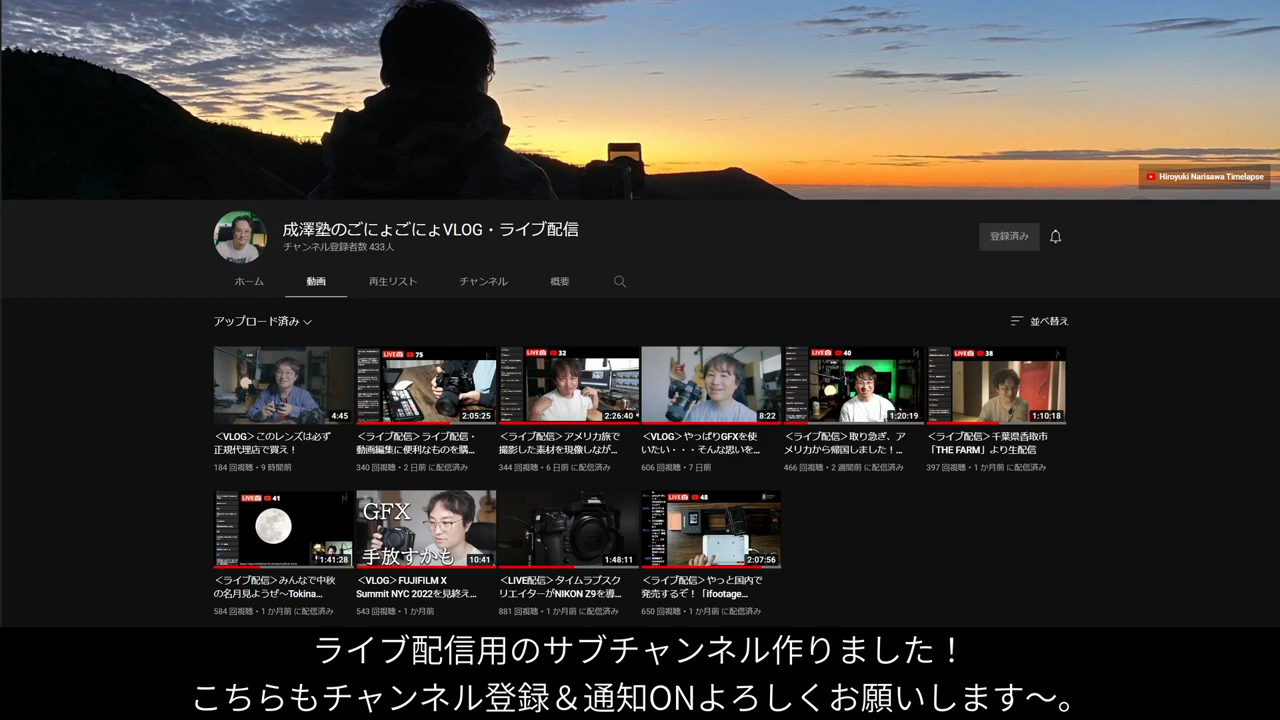 Hiroyuki Narisawa Timelapse
成澤塾のごにょごにょVLOG・ライブ配信
チャンネル登録者数 433人
登録済み
ホーム
動画
再生リスト
チャンネル
概要
アップロード済み
並べ替え
4:45
＜VLOG＞このレンズは必ず
正規代理店で買え！
184 回視聴・9 時間前
LIVE 75
2:05:25
＜ライブ配信＞ライブ配信・
動画編集に便利なものを購...
340 回視聴・2 日前 に配信済み
LIVE 32
2:26:40
＜ライブ配信＞アメリカ旅で
撮影した素材を現像しなが...
344 回視聴・6 日前 に配信済み
8:22
＜VLOG＞やっぱりGFXを使
いたい・・・そんな思いを...
606 回視聴・7 日前
LIVE 40
1:20:19
＜ライブ配信＞取り急ぎ、ア
メリカから帰国しました！...
466 回視聴・2 週間前 に配信済み
LIVE 38
1:10:18
＜ライブ配信＞千葉県香取市
「THE FARM」より生配信
397 回視聴・1 か月前 に配信済み
LIVE 41
1:41:28
＜ライブ配信＞みんなで中秋
の名月見ようぜ～Tokina...
584 回視聴・1 か月前 に配信済み
GFX
手放すかも
10:41
＜VLOG＞FUJIFILM X
Summit NYC 2022を見終え...
543 回視聴・1 か月前
1:48:11
＜LIVE配信＞タイムラプスク
リエイターがNIKON Z9を導...
881 回視聴・1 か月前 に配信済み
LIVE 48
2:07:56
＜ライブ配信＞やっと国内で
発売するぞ！「ifootage...
650 回視聴・1 か月前 に配信済み
ライブ配信用のサブチャンネル作りました！
こちらもチャンネル登録＆通知ONよろしくお願いします～。